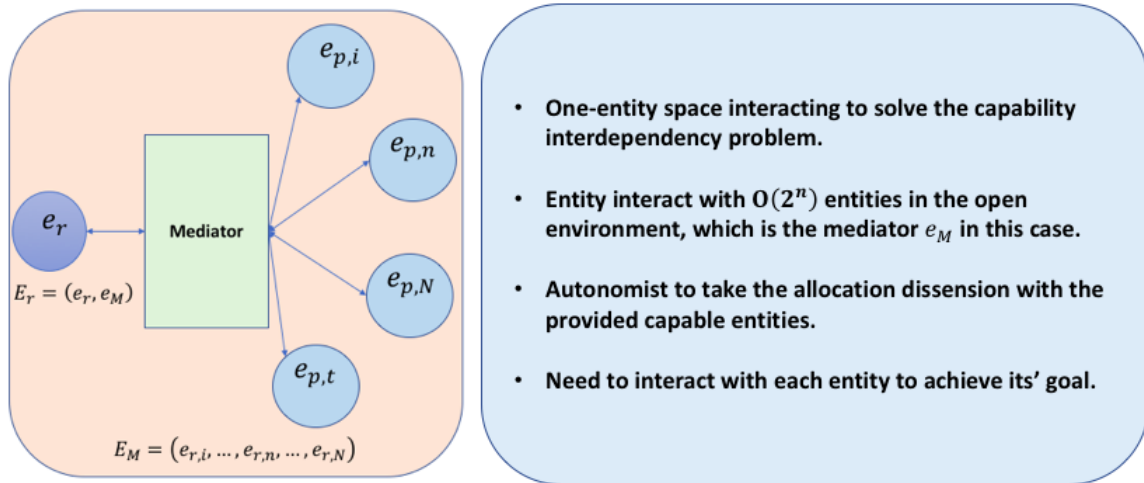 e_{p,i}
e_{p,n}
e_r
Mediator
E_r = (e_r, e_M)
e_{p,N}
e_{p,t}
E_M = (e_{r,i}, ..., e_{r,n}, ..., e_{r,N})
• One-entity space interacting to solve the capability
interdependency problem.
• Entity interact with O(2^n) entities in the open
environment, which is the mediator e_M in this case.
• Autonomist to take the allocation dissension with the
provided capable entities.
• Need to interact with each entity to achieve its' goal.